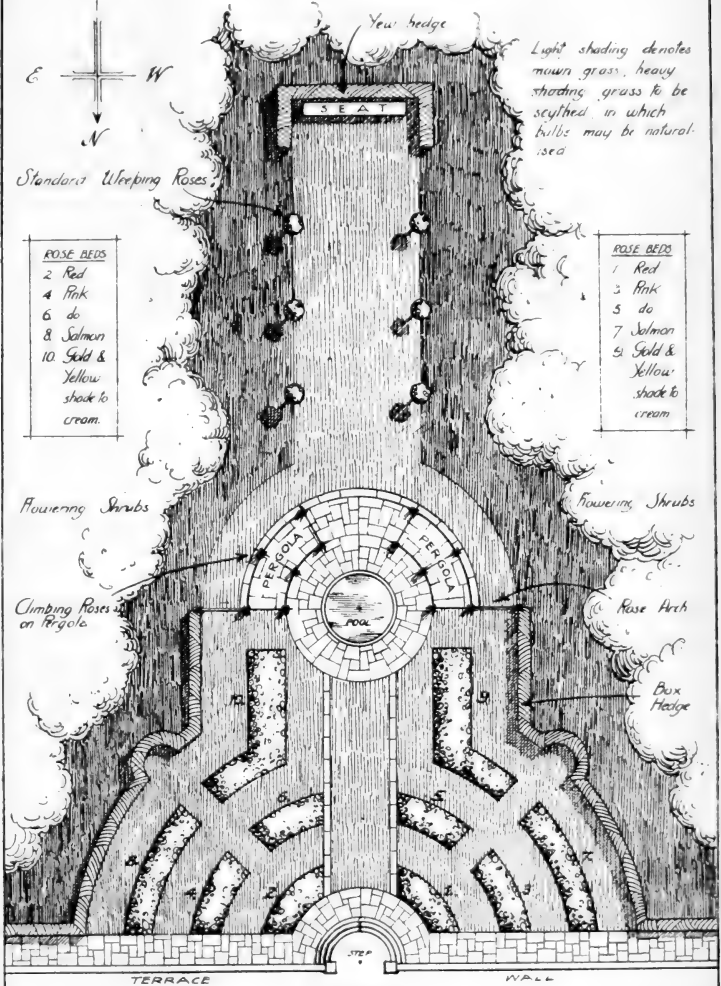 Yew hedge
Light shading denotes
mown grass, heavy
shading grass to be
scythed, in which
bulbs may be natural-
ised
E W
N
SEAT
Standard Weeping Roses
ROSE BEDS
2 Red
4 Pink
6 do
8 Salmon
10 Gold &
Yellow
shade to
cream.
ROSE BEDS
1 Red
3 Pink
5 do
7 Salmon
9 Gold &
Yellow
shade to
cream
Flowering Shrubs
Flowering Shrubs
PERGOLA
PERGOLA
Climbing Roses
on Pergola
POOL
Rose Arch
Box
Hedge
10
9
6
5
8
7
4
3
2
1
STEP
TERRACE WALL